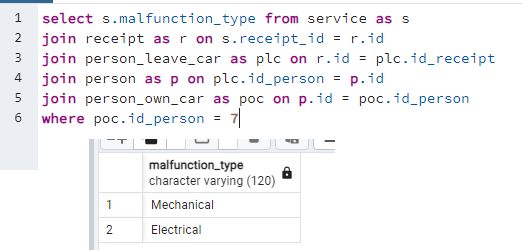 1 select s.malfunction_type from service as s
2 join receipt as r on s.receipt_id = r.id
3 join person_leave_car as plc on r.id = plc.id_receipt
4 join person as p on plc.id_person = p.id
5 join person_own_car as poc on p.id = poc.id_person
6 where poc.id_person = 7
malfunction_type
character varying (120)
1 Mechanical
2 Electrical